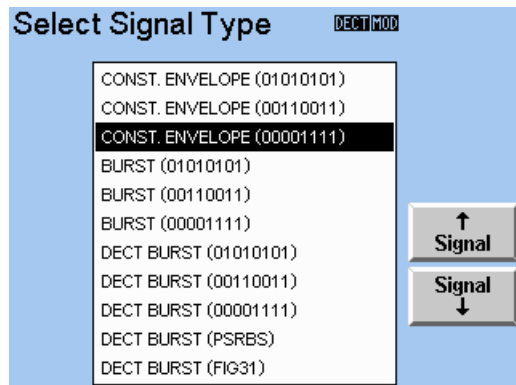 Select Signal Type
DECT MOD
CONST. ENVELOPE (01010101)
CONST. ENVELOPE (00110011)
CONST. ENVELOPE (00001111)
BURST (01010101)
BURST (00110011)
BURST (00001111)
DECT BURST (01010101)
DECT BURST (00110011)
DECT BURST (00001111)
DECT BURST (PSRBS)
DECT BURST (FIG31)
↑
Signal
Signal
↓